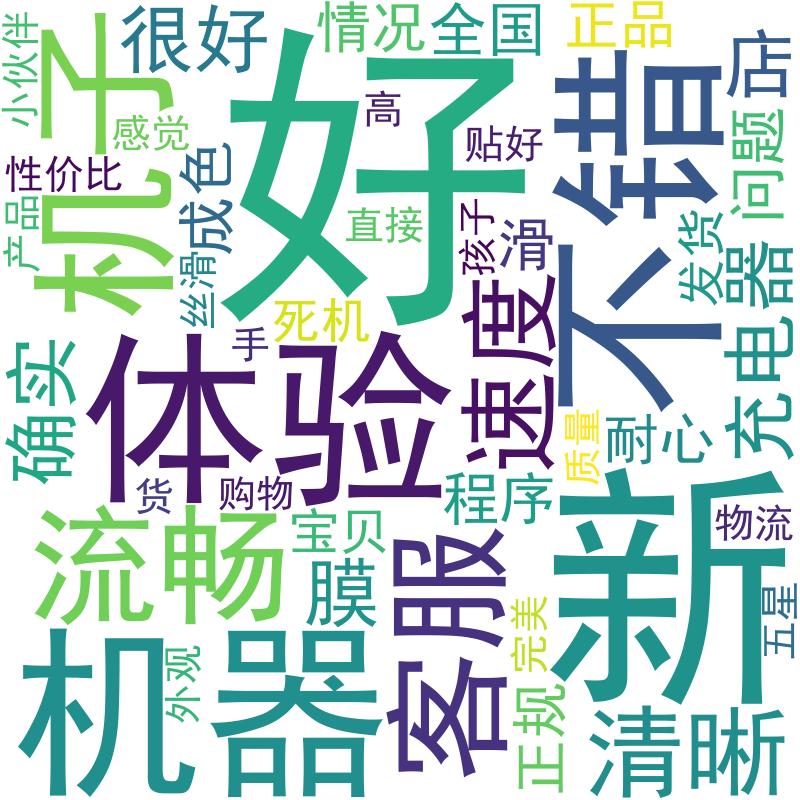 小伙伴
机子
很好
情况
全国
正品
店
好
高
感觉
贴好
不错
问题
性价比
成色
产品
直接
孩子
滑
发货
丝滑
死机
手
速度
充电器
确实
体验
质量
耐心
货
购物
程序
物流
流畅
宝贝
膜
客服
新
完美
五星
机器
外观
正规
清晰